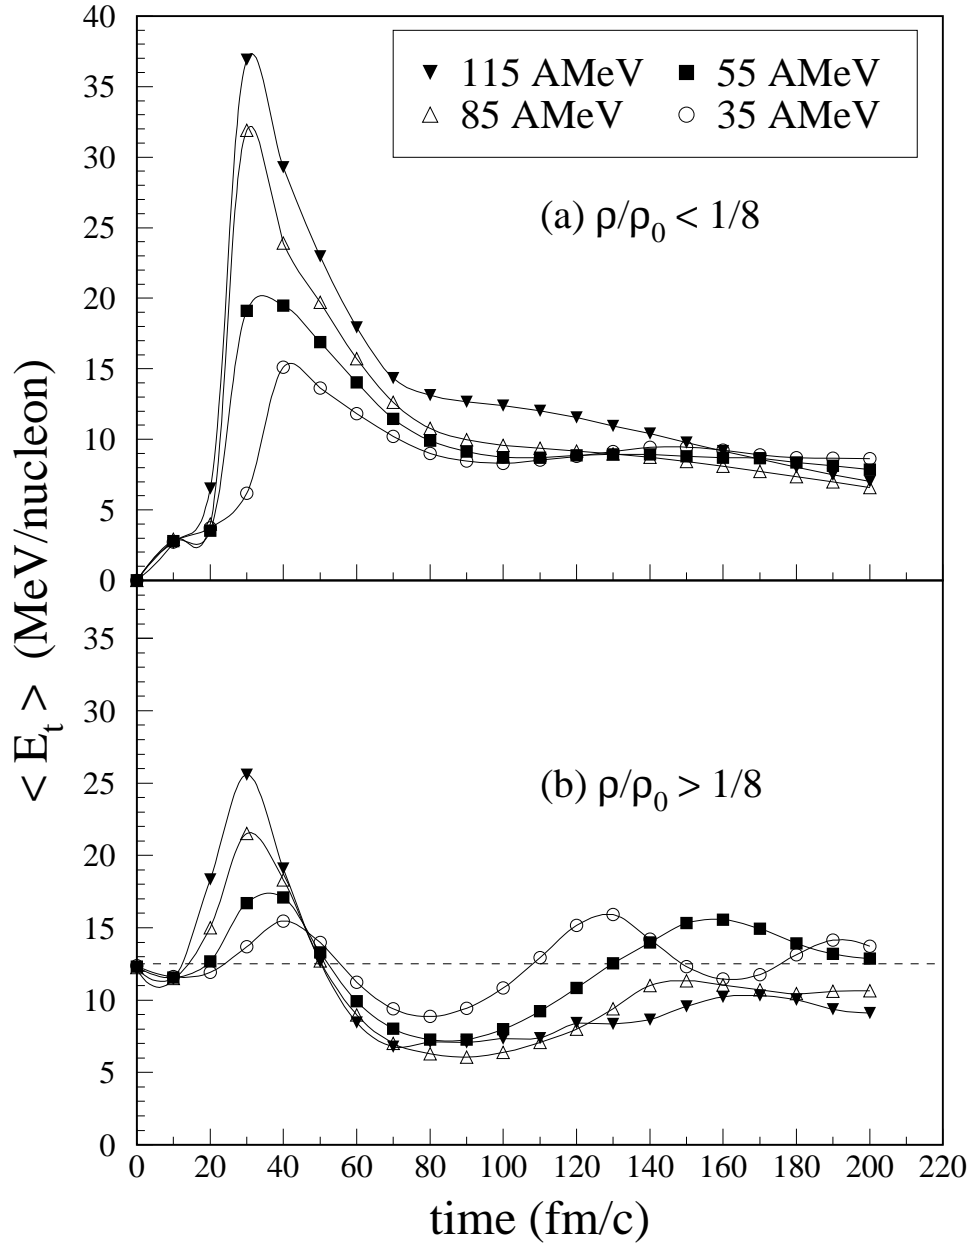 40
35
30
25
20
15
10
5
0
115 AMeV
55 AMeV
85 AMeV
35 AMeV
(a) ρ/ρ0 < 1/8
< Et > (MeV/nucleon)
35
30
25
20
15
10
5
0
(b) ρ/ρ0 > 1/8
0 20 40 60 80 100 120 140 160 180 200 220
time (fm/c)